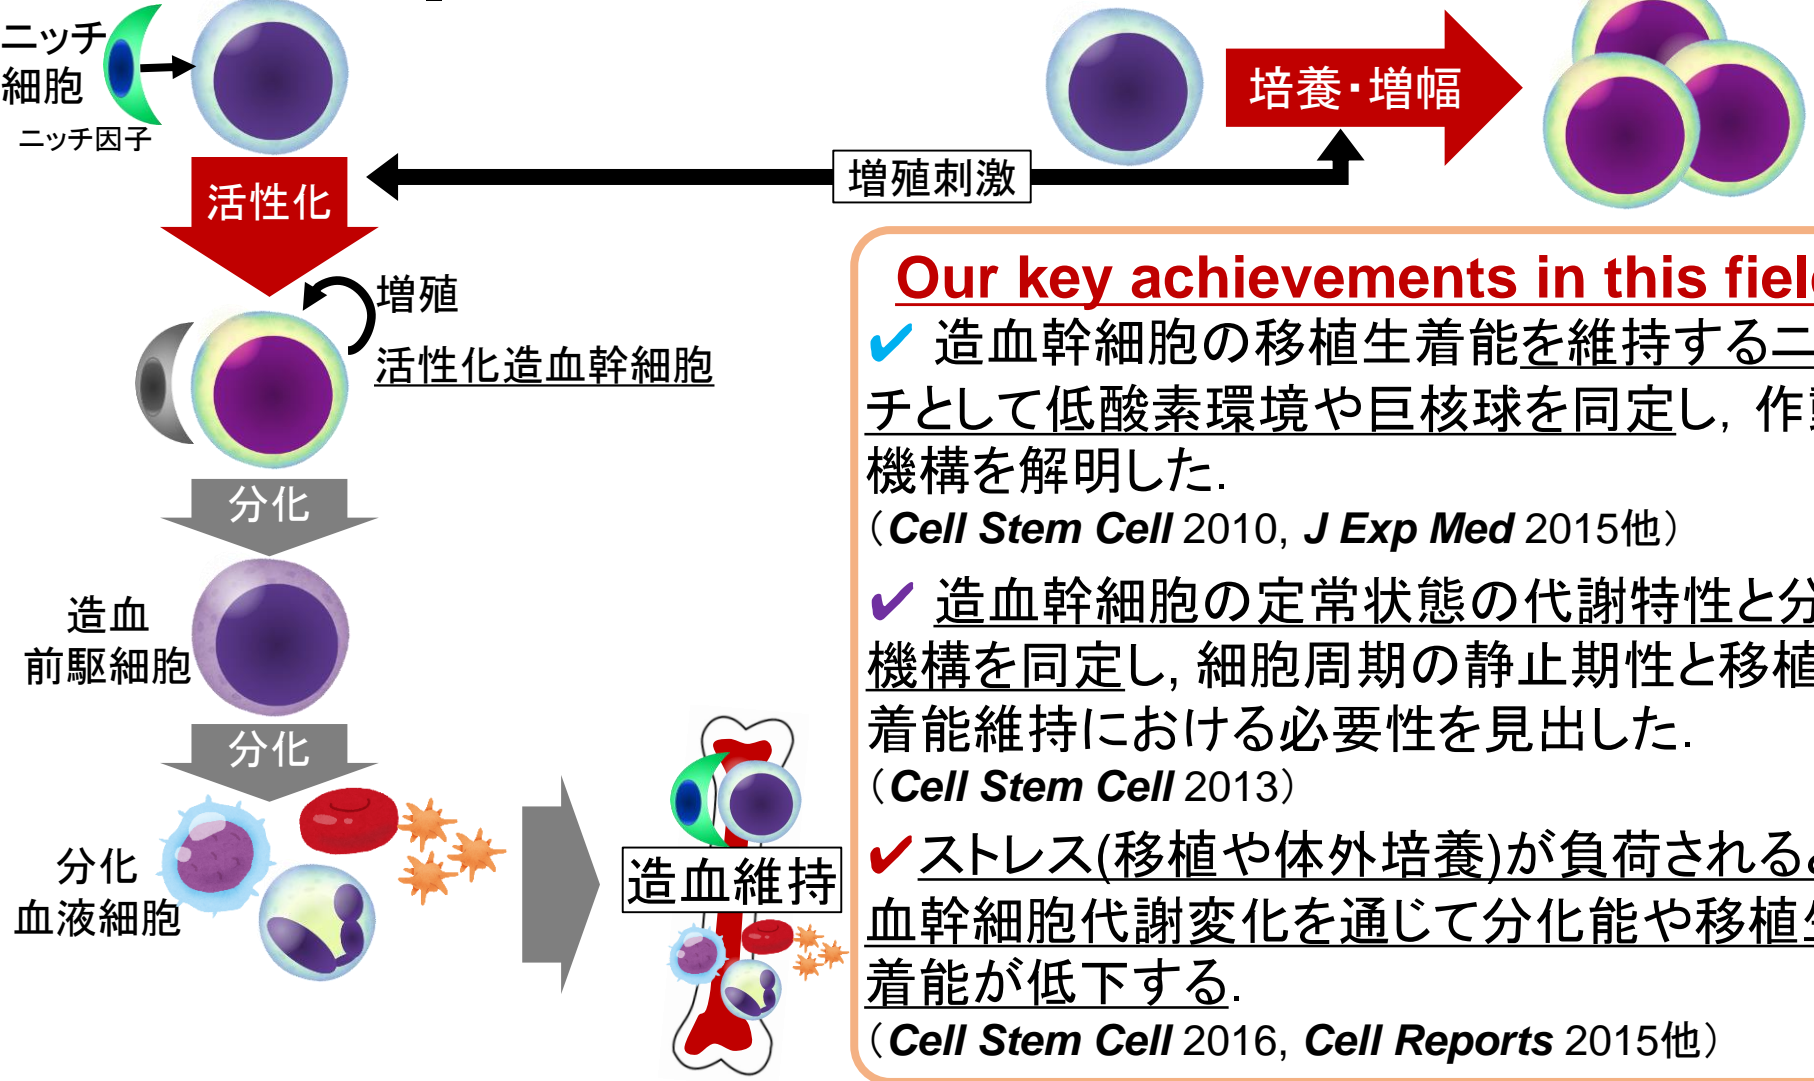 ニッチ
細胞
ニッチ因子
培養・増幅
増殖刺激
活性化
増殖
活性化造血幹細胞
分化
造血
前駆細胞
分化
分化
血液細胞
造血維持
Our key achievements in this fiel
✔ 造血幹細胞の移植生着能を維持するニ
チとして低酸素環境や巨核球を同定し, 作
機構を解明した.
（Cell Stem Cell 2010, J Exp Med 2015他）
✔ 造血幹細胞の定常状態の代謝特性と分
機構を同定し, 細胞周期の静止期性と移植
着能維持における必要性を見出した.
（Cell Stem Cell 2013）
✔ストレス(移植や体外培養)が負荷される
血幹細胞代謝変化を通じて分化能や移植
着能が低下する.
（Cell Stem Cell 2016, Cell Reports 2015他）